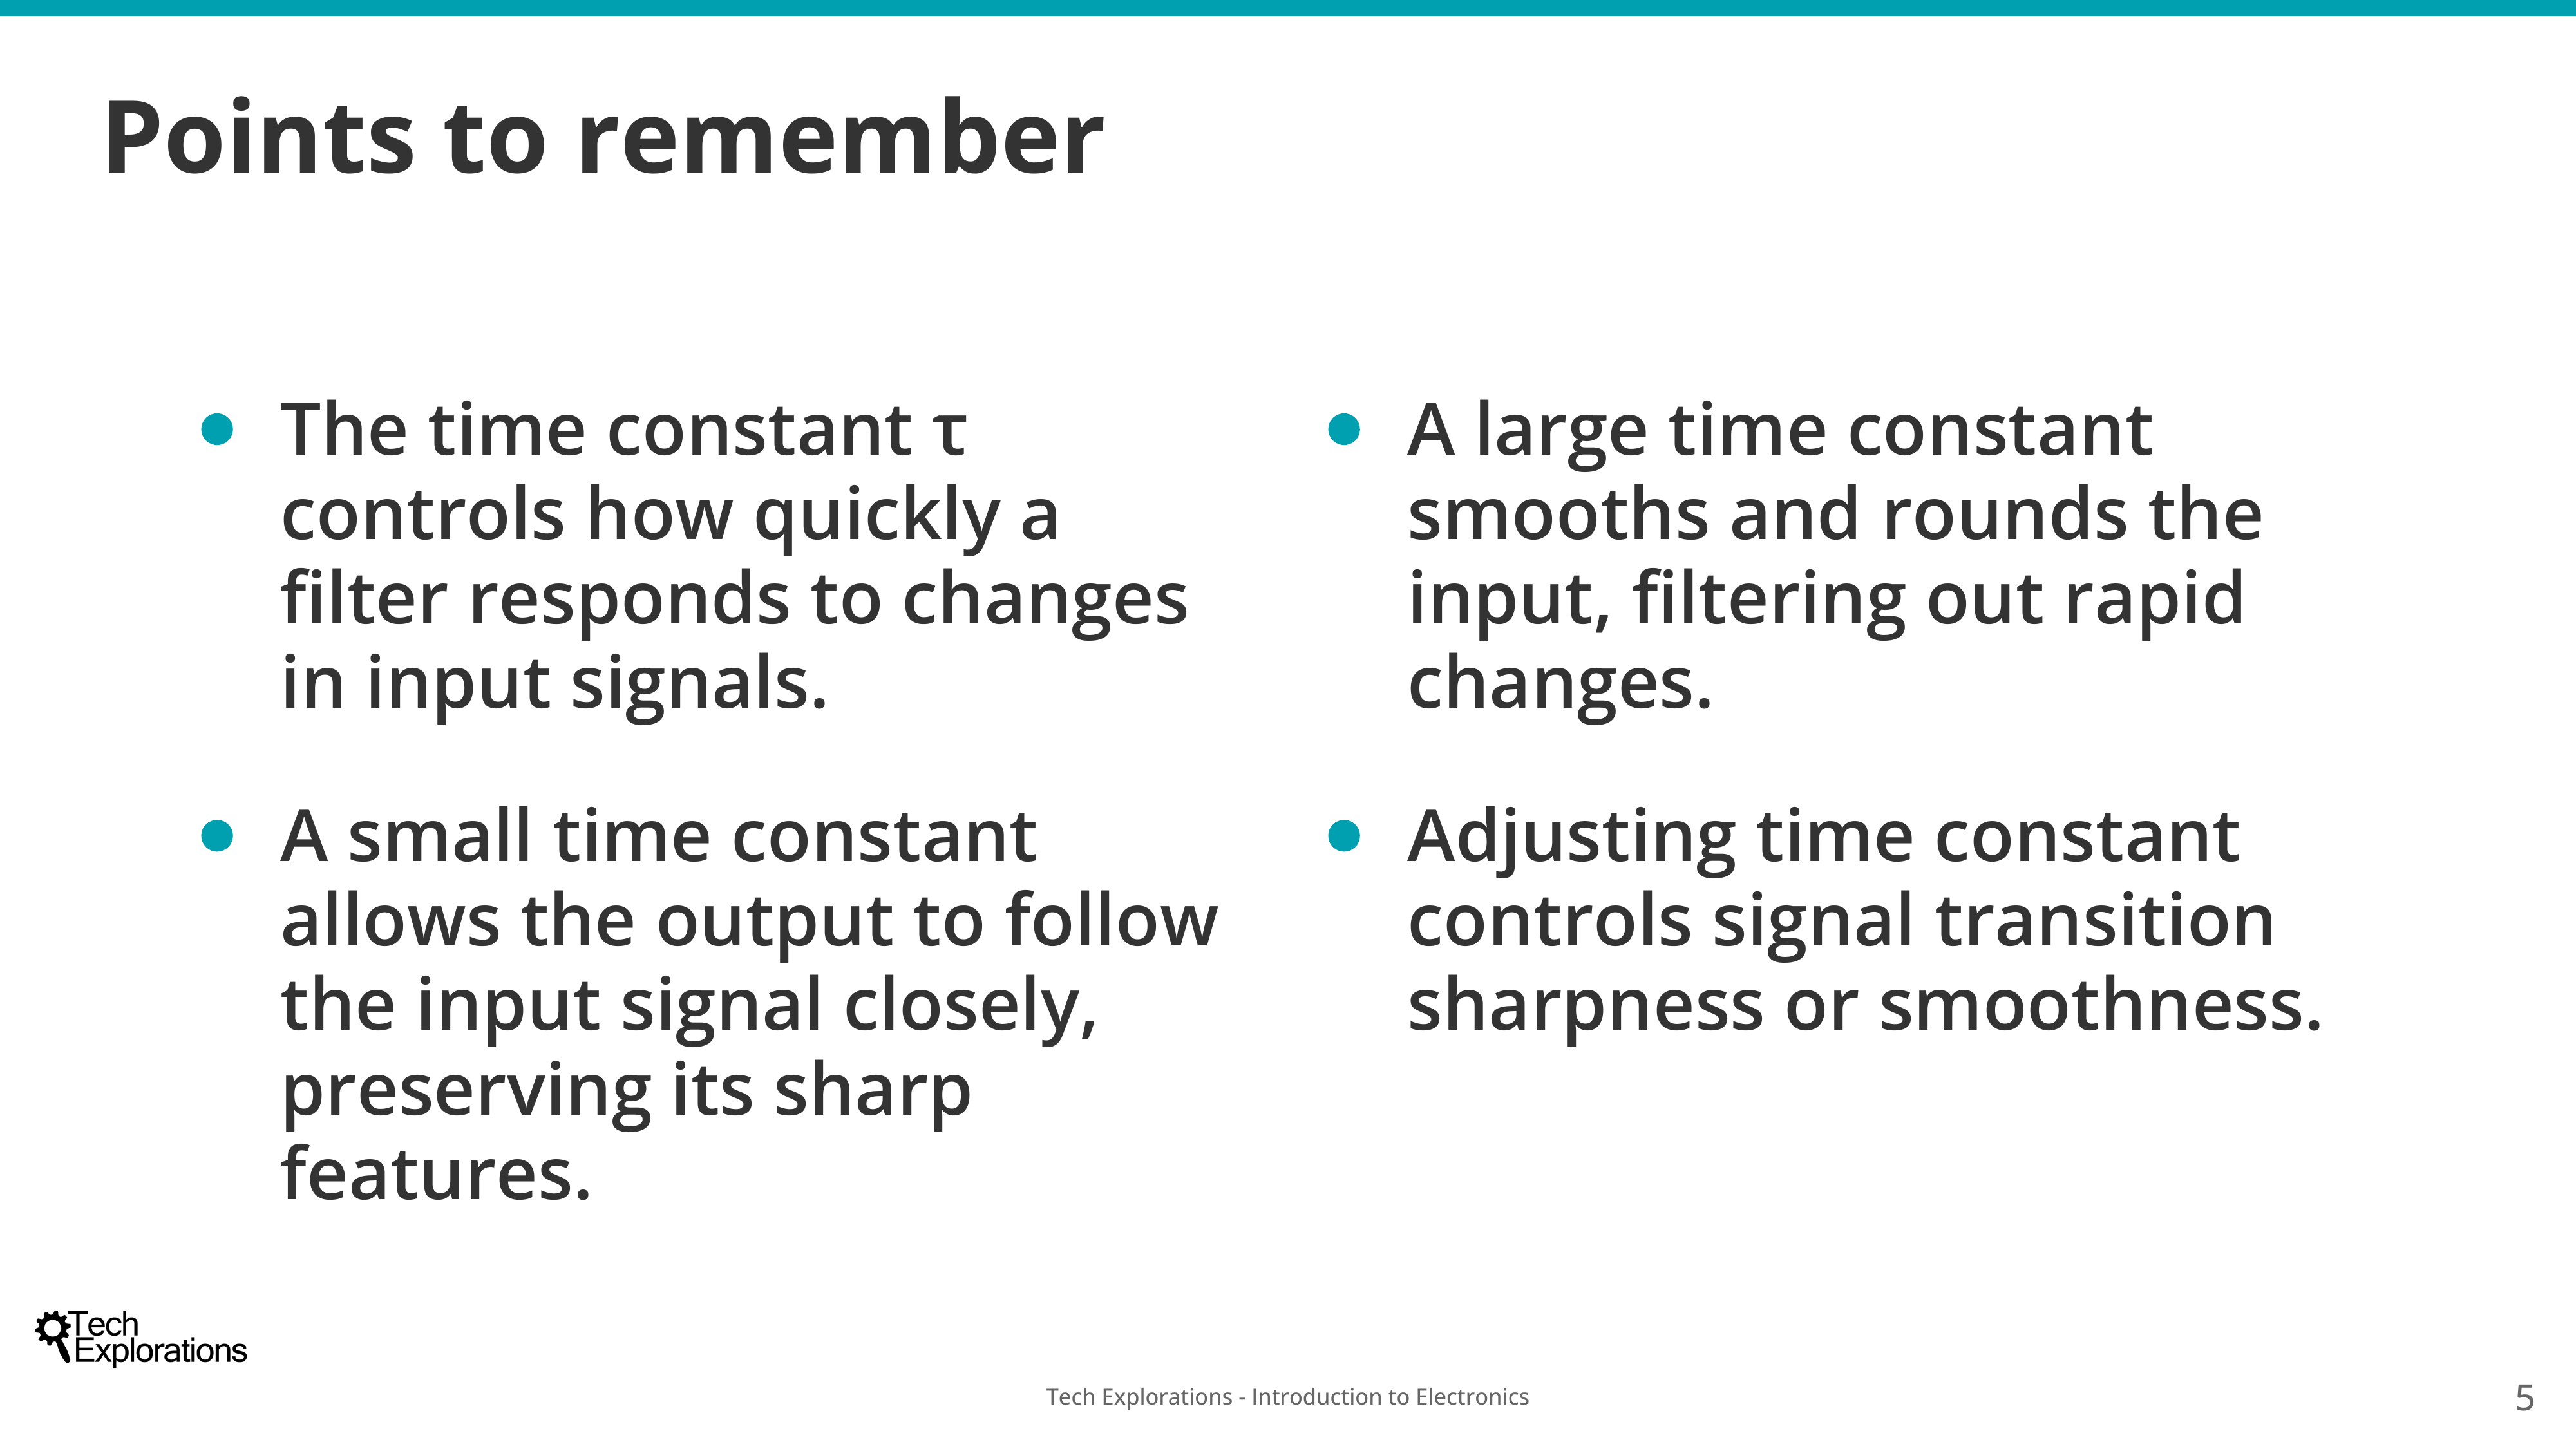 Points to remember
The time constant τ
controls how quickly a
filter responds to changes
in input signals.
A small time constant
allows the output to follow
the input signal closely,
preserving its sharp
features.
A large time constant
smooths and rounds the
input, filtering out rapid
changes.
Adjusting time constant
controls signal transition
sharpness or smoothness.
Tech
Explorations
Tech Explorations - Introduction to Electronics
5